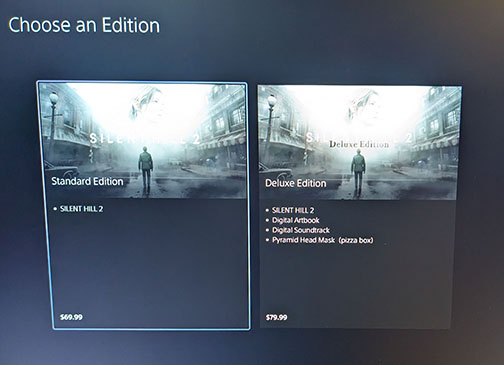 Choose an Edition
SILENT HILL 2
Standard Edition
• SILENT HILL 2
$69.99
SILENT HILL 2
Deluxe Edition
Deluxe Edition
• SILENT HILL 2
• Digital Artbook
• Digital Soundtrack
• Pyramid Head Mask (pizza box)
$79.99